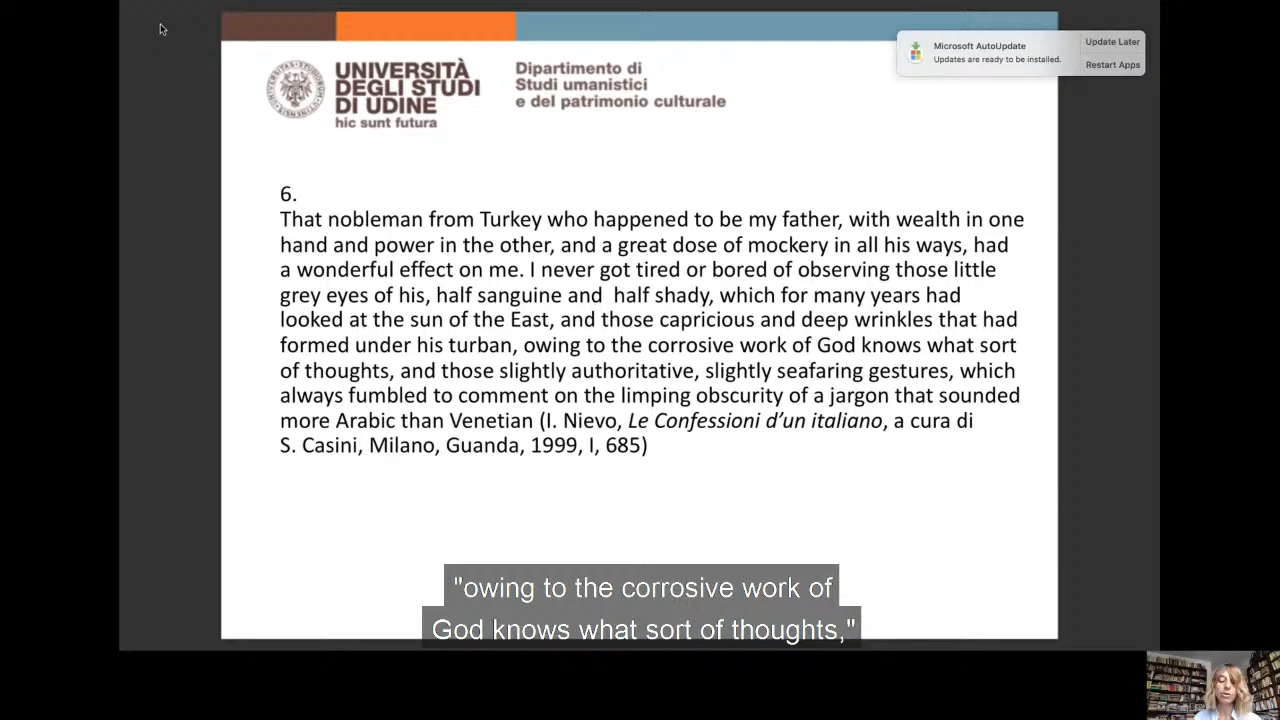 Microsoft AutoUpdate
Updates are ready to be installed.
Update Later
Restart Apps
UNIVERSITÀ
DEGLI STUDI
DI UDINE
hic sunt futura
Dipartimento di
Studi umanistici
e del patrimonio culturale
6.
That nobleman from Turkey who happened to be my father, with wealth in one
hand and power in the other, and a great dose of mockery in all his ways, had
a wonderful effect on me. I never got tired or bored of observing those little
grey eyes of his, half sanguine and  half shady, which for many years had
looked at the sun of the East, and those capricious and deep wrinkles that had
formed under his turban, owing to the corrosive work of God knows what sort
of thoughts, and those slightly authoritative, slightly seafaring gestures, which
always fumbled to comment on the limping obscurity of a jargon that sounded
more Arabic than Venetian (I. Nievo, Le Confessioni d'un italiano, a cura di
S. Casini, Milano, Guanda, 1999, I, 685)
"owing to the corrosive work of
God knows what sort of thoughts,"